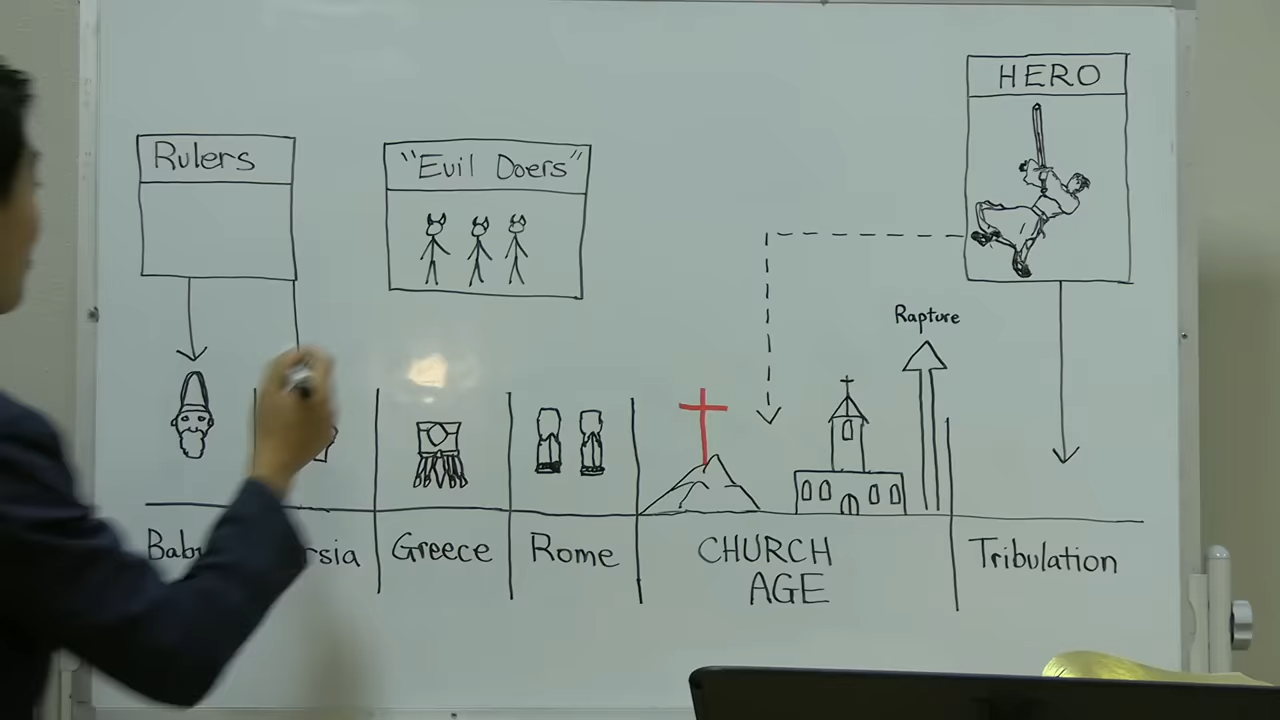 HERO
Rulers
"Evil Doers"
Rapture
Greece
Rome
CHURCH
AGE
Tribulation